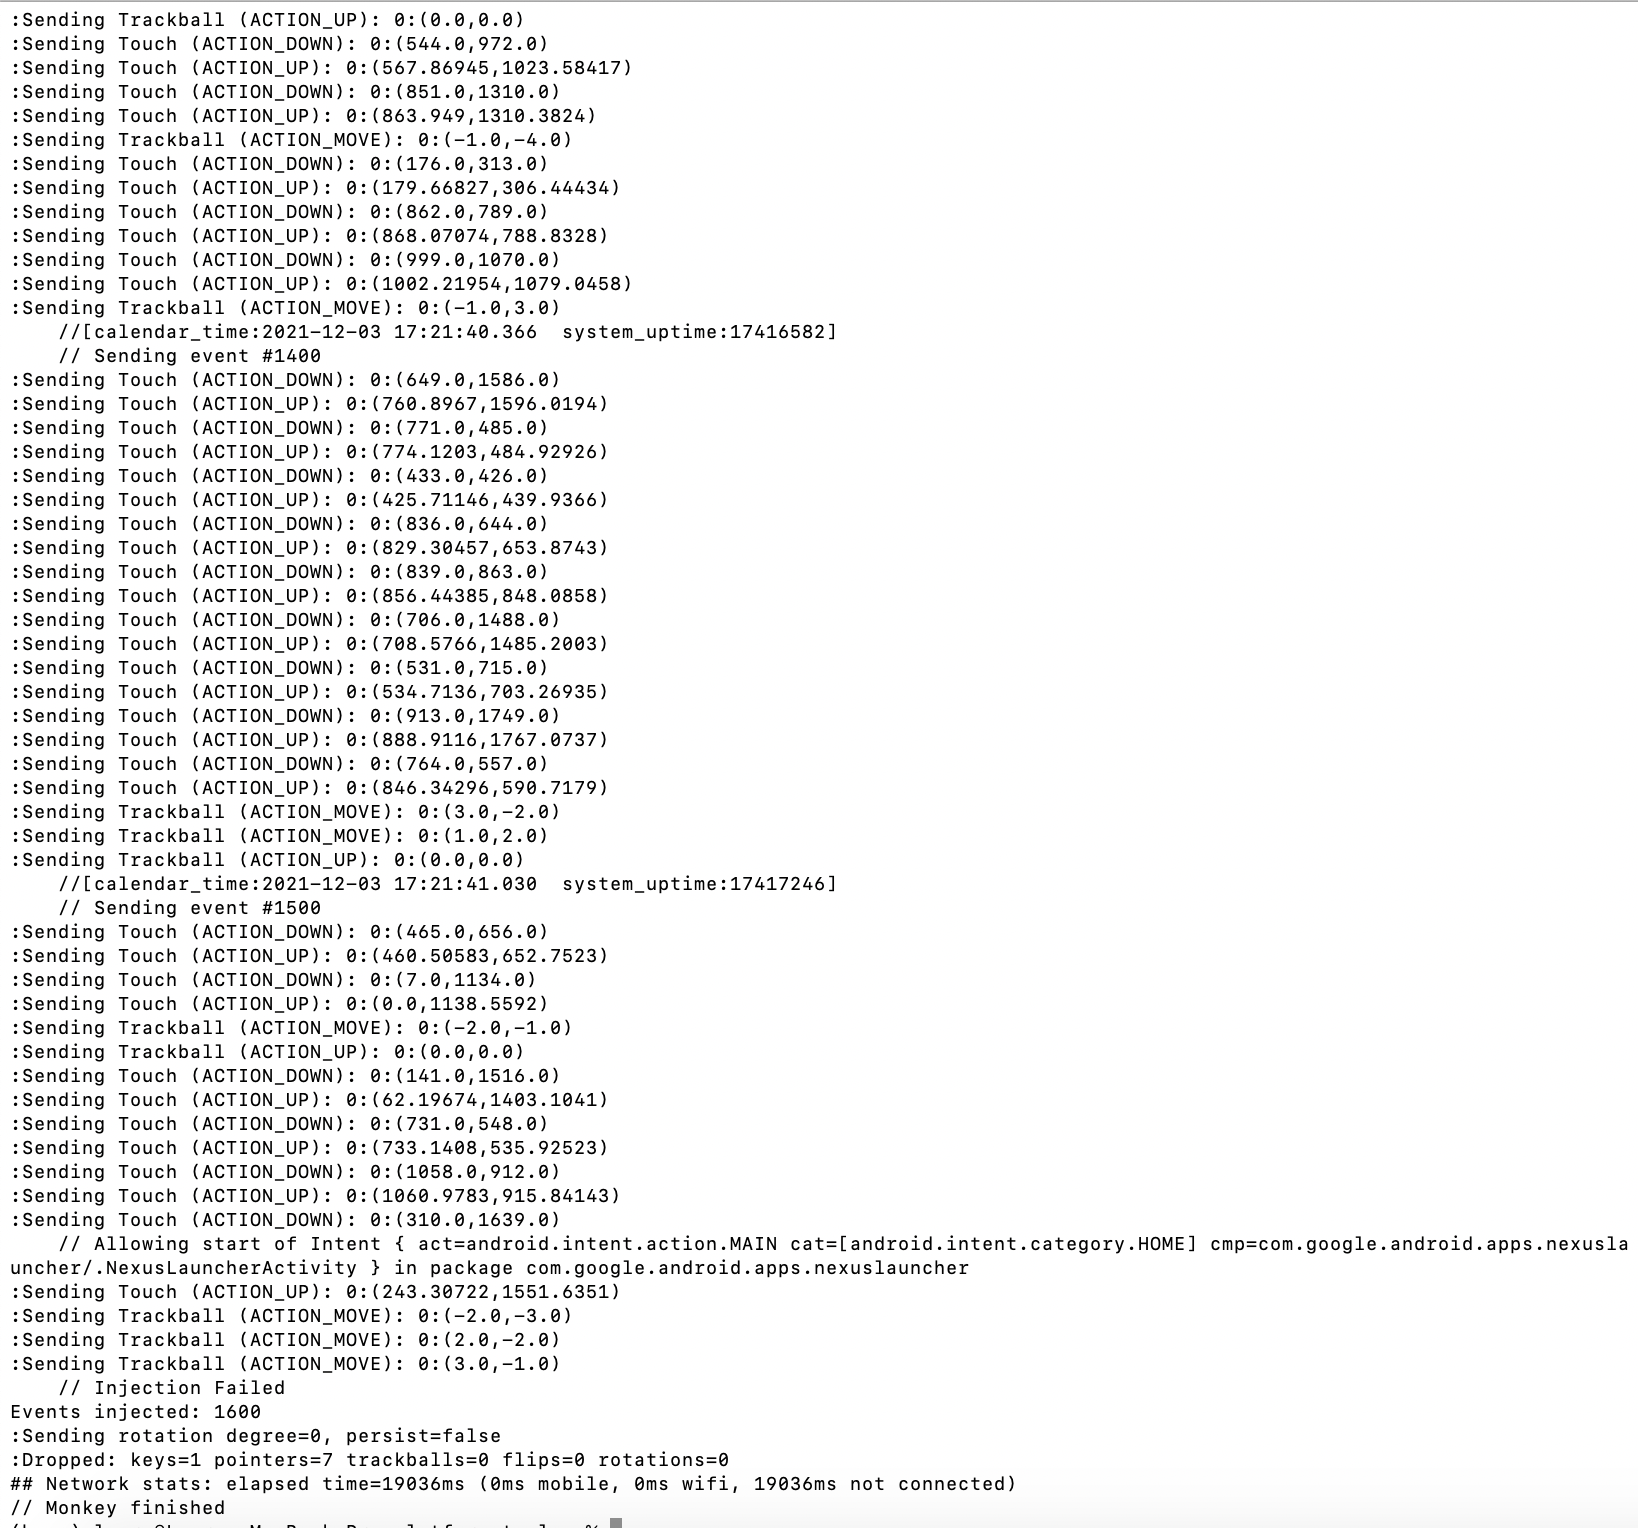 :Sending Trackball (ACTION_UP): 0:(0.0,0.0)
:Sending Touch (ACTION_DOWN): 0:(544.0,972.0)
:Sending Touch (ACTION_UP): 0:(567.86945,1023.58417)
:Sending Touch (ACTION_DOWN): 0:(851.0,1310.0)
:Sending Touch (ACTION_UP): 0:(863.949,1310.3824)
:Sending Trackball (ACTION_MOVE): 0:(-1.0,-4.0)
:Sending Touch (ACTION_DOWN): 0:(176.0,313.0)
:Sending Touch (ACTION_UP): 0:(179.66827,306.44434)
:Sending Touch (ACTION_DOWN): 0:(862.0,789.0)
:Sending Touch (ACTION_UP): 0:(868.07074,788.8328)
:Sending Touch (ACTION_DOWN): 0:(999.0,1070.0)
:Sending Touch (ACTION_UP): 0:(1002.21954,1079.0458)
:Sending Trackball (ACTION_MOVE): 0:(-1.0,3.0)
    //[calendar_time:2021-12-03 17:21:40.366  system_uptime:17416582]
    // Sending event #1400
:Sending Touch (ACTION_DOWN): 0:(649.0,1586.0)
:Sending Touch (ACTION_UP): 0:(760.8967,1596.0194)
:Sending Touch (ACTION_DOWN): 0:(771.0,485.0)
:Sending Touch (ACTION_UP): 0:(774.1203,484.92926)
:Sending Touch (ACTION_DOWN): 0:(433.0,426.0)
:Sending Touch (ACTION_UP): 0:(425.71146,439.9366)
:Sending Touch (ACTION_DOWN): 0:(836.0,644.0)
:Sending Touch (ACTION_UP): 0:(829.30457,653.8743)
:Sending Touch (ACTION_DOWN): 0:(839.0,863.0)
:Sending Touch (ACTION_UP): 0:(856.44385,848.0858)
:Sending Touch (ACTION_DOWN): 0:(706.0,1488.0)
:Sending Touch (ACTION_UP): 0:(708.5766,1485.2003)
:Sending Touch (ACTION_DOWN): 0:(531.0,715.0)
:Sending Touch (ACTION_UP): 0:(534.7136,703.26935)
:Sending Touch (ACTION_DOWN): 0:(913.0,1749.0)
:Sending Touch (ACTION_UP): 0:(888.9116,1767.0737)
:Sending Touch (ACTION_DOWN): 0:(764.0,557.0)
:Sending Touch (ACTION_UP): 0:(846.34296,590.7179)
:Sending Trackball (ACTION_MOVE): 0:(3.0,-2.0)
:Sending Trackball (ACTION_MOVE): 0:(1.0,2.0)
:Sending Trackball (ACTION_UP): 0:(0.0,0.0)
    //[calendar_time:2021-12-03 17:21:41.030  system_uptime:17417246]
    // Sending event #1500
:Sending Touch (ACTION_DOWN): 0:(465.0,656.0)
:Sending Touch (ACTION_UP): 0:(460.50583,652.7523)
:Sending Touch (ACTION_DOWN): 0:(7.0,1134.0)
:Sending Touch (ACTION_UP): 0:(0.0,1138.5592)
:Sending Trackball (ACTION_MOVE): 0:(-2.0,-1.0)
:Sending Trackball (ACTION_UP): 0:(0.0,0.0)
:Sending Touch (ACTION_DOWN): 0:(141.0,1516.0)
:Sending Touch (ACTION_UP): 0:(62.19674,1403.1041)
:Sending Touch (ACTION_DOWN): 0:(731.0,548.0)
:Sending Touch (ACTION_UP): 0:(733.1408,535.92523)
:Sending Touch (ACTION_DOWN): 0:(1058.0,912.0)
:Sending Touch (ACTION_UP): 0:(1060.9783,915.84143)
:Sending Touch (ACTION_DOWN): 0:(310.0,1639.0)
    // Allowing start of Intent { act=android.intent.action.MAIN cat=[android.intent.category.HOME] cmp=com.google.android.apps.nexusla
uncher/.NexusLauncherActivity } in package com.google.android.apps.nexuslauncher
:Sending Touch (ACTION_UP): 0:(243.30722,1551.6351)
:Sending Trackball (ACTION_MOVE): 0:(-2.0,-3.0)
:Sending Trackball (ACTION_MOVE): 0:(2.0,-2.0)
:Sending Trackball (ACTION_MOVE): 0:(3.0,-1.0)
    // Injection Failed
Events injected: 1600
:Sending rotation degree=0, persist=false
:Dropped: keys=1 pointers=7 trackballs=0 flips=0 rotations=0
## Network stats: elapsed time=19036ms (0ms mobile, 0ms wifi, 19036ms not connected)
// Monkey finished